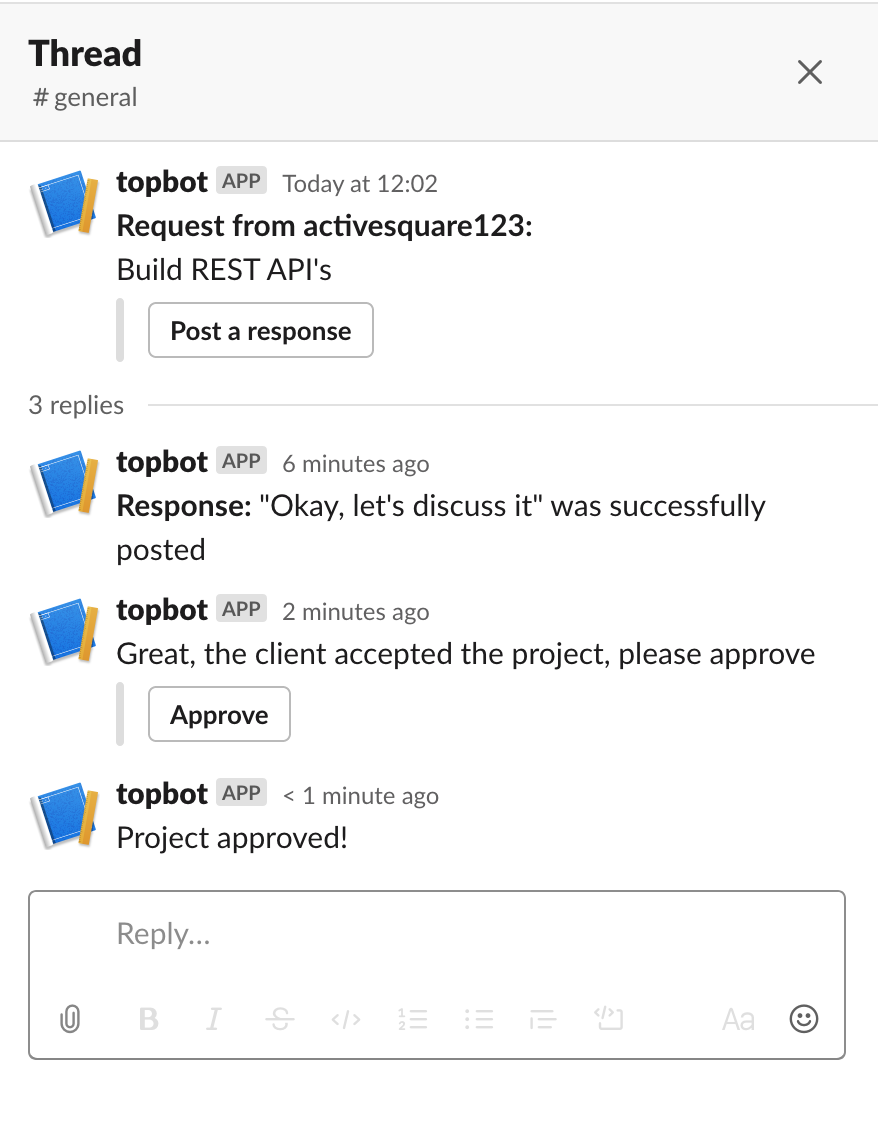 Thread
# general
topbot APP Today at 12:02
Request from activesquare123:
Build REST API's
Post a response
3 replies
topbot APP 6 minutes ago
Response: "Okay, let's discuss it" was successfully
posted
topbot APP 2 minutes ago
Great, the client accepted the project, please approve
Approve
topbot APP < 1 minute ago
Project approved!
Reply...
B I S </> Aa